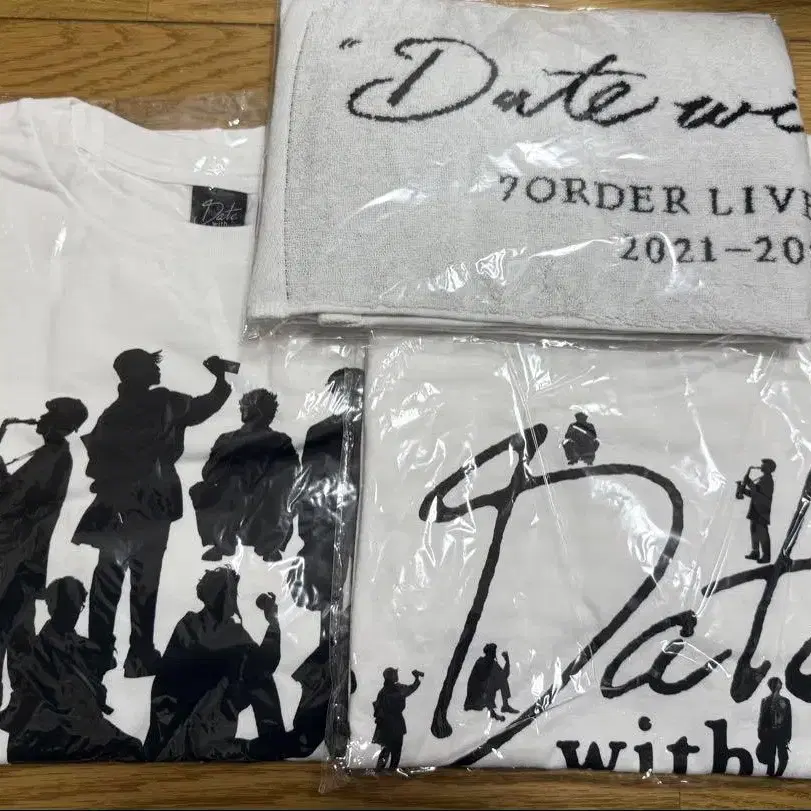 "Date wi
7ORDER LIVE
2021-20
Date
with
Date
with